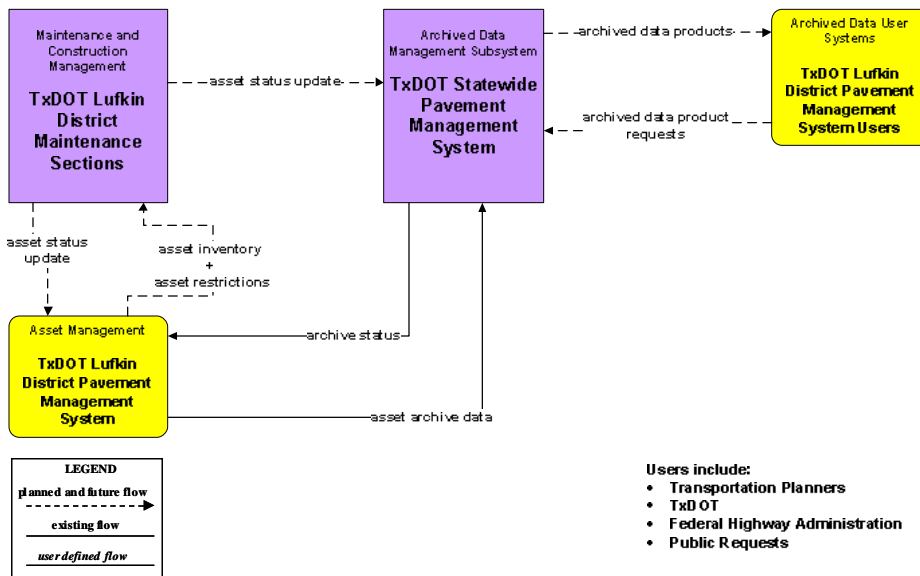 Maintenance and
Construction
Management
TxDOT Lufkin
District
Maintenance
Sections
asset status update
Archived Data
Management Subsystem
TxDOT Statewide
Pavement
Management
System
archived data products
archived data product
requests
Archived Data User
Systems
TxDOT Lufkin
District Pavement
Management
System Users
asset status
update
asset inventory
+
asset restrictions
archive status
Asset Management
TxDOT Lufkin
District Pavement
Management
System
asset archive data
LEGEND
planned and future flow
existing flow
user defined flow
Users include:
• Transportation Planners
• TxDOT
• Federal Highway Administration
• Public Requests